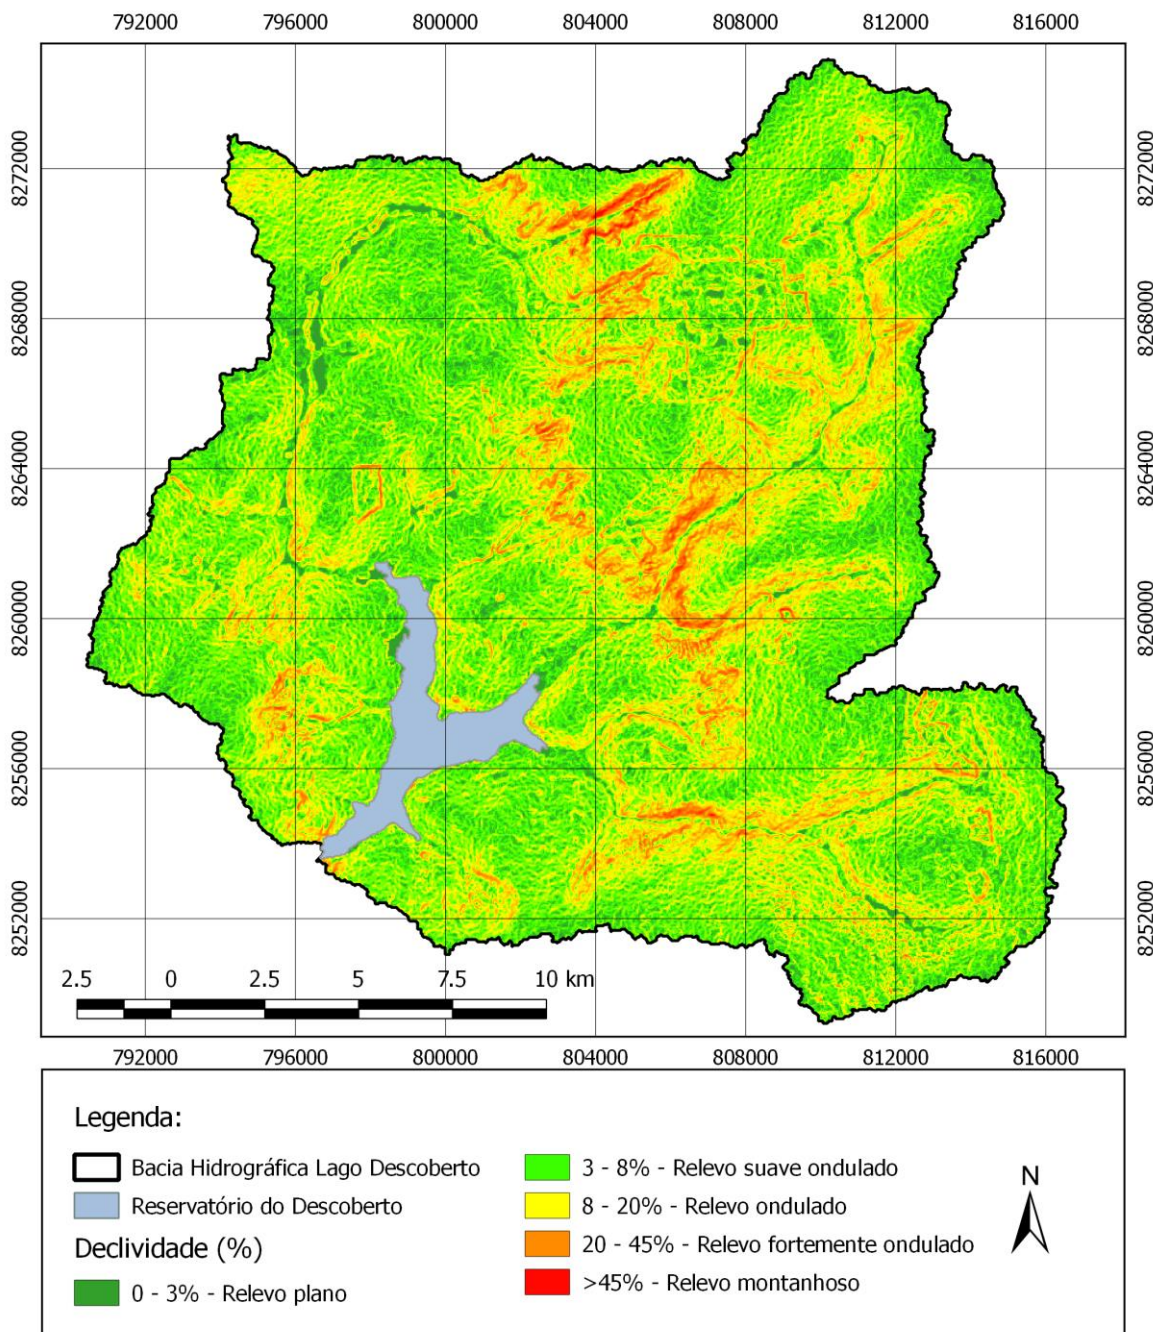 792000 796000 800000 804000 808000 812000 816000
8272000 8272000
8268000 8268000
8264000 8264000
8260000 8260000
8256000 8256000
8252000 8252000
2.5 0 2.5 5 7.5 10 km
792000 796000 800000 804000 808000 812000 816000
Legenda:
Bacia Hidrográfica Lago Descoberto
Reservatório do Descoberto
Declividade (%)
0 - 3% - Relevo plano
3 - 8% - Relevo suave ondulado
8 - 20% - Relevo ondulado
20 - 45% - Relevo fortemente ondulado
>45% - Relevo montanhoso
N